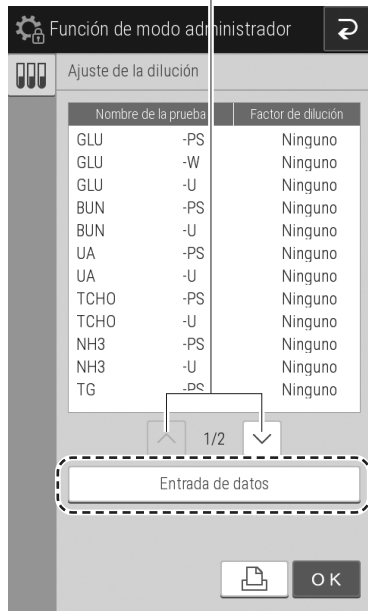 Función de modo administrador
Ajuste de la dilución
Nombre de la prueba Factor de dilución
GLU -PS Ninguno
GLU -W Ninguno
GLU -U Ninguno
BUN -PS Ninguno
BUN -U Ninguno
UA -PS Ninguno
UA -U Ninguno
TCHO -PS Ninguno
TCHO -U Ninguno
NH3 -PS Ninguno
NH3 -U Ninguno
TG -PS Ninguno
1/2
Entrada de datos
OK